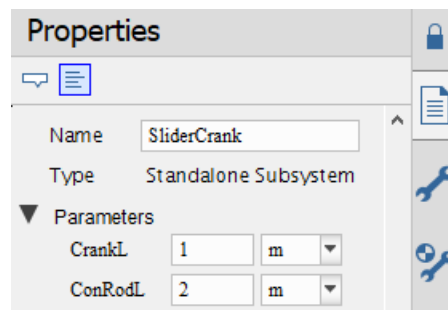 Properties
Name SliderCrank
Type Standalone Subsystem
Parameters
CrankL 1 m
ConRodL 2 m